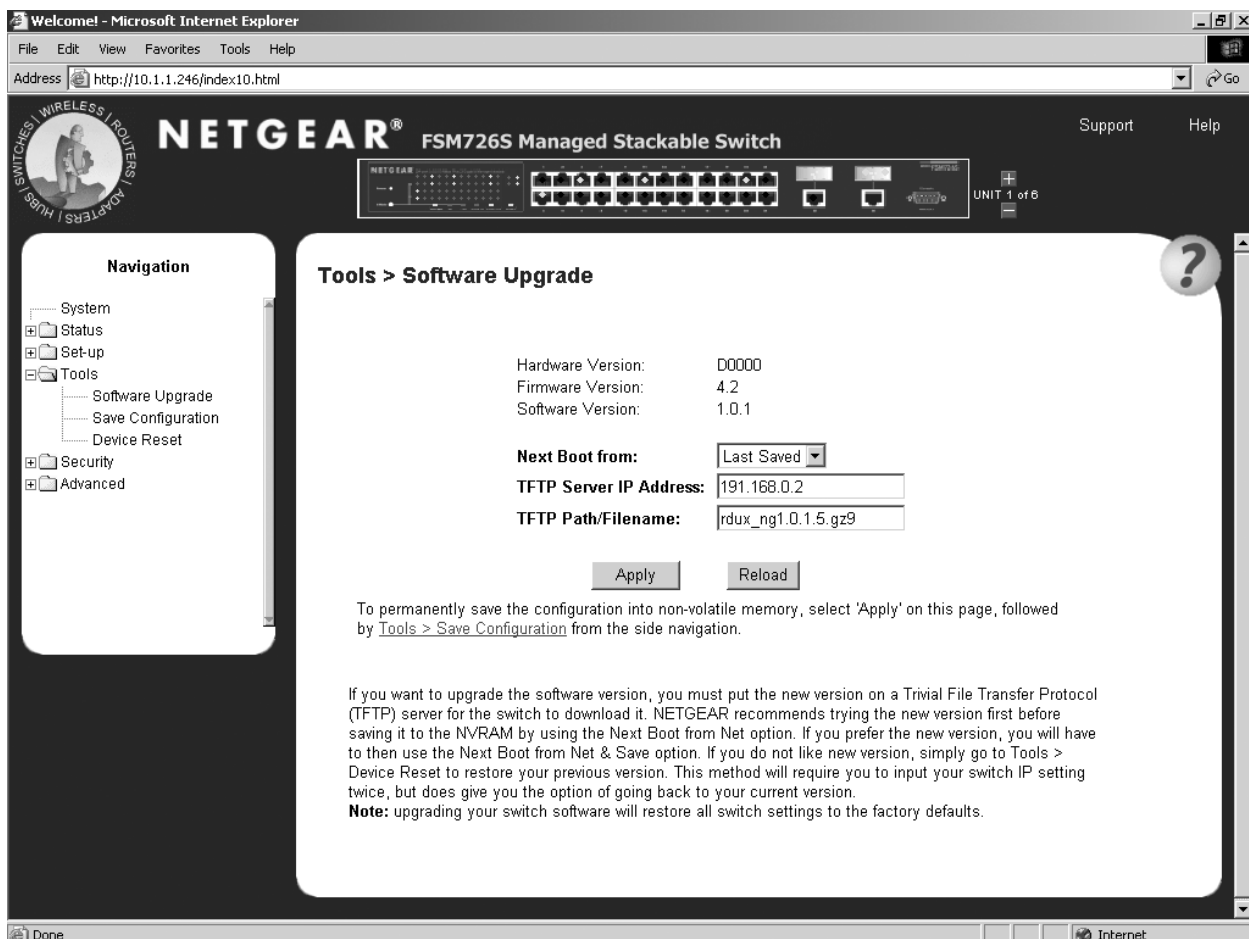 Welcome! - Microsoft Internet Explorer
File Edit View Favorites Tools Help
Address http://10.1.1.246/index10.html Go
SWITCHES | WIRELESS | ROUTERS | ADAPTERS | HUBS |
NETGEAR® FSM726S Managed Stackable Switch
Support Help
NETGEAR
UNIT 1 of 6
Navigation
System
Status
Set-up
Tools
Software Upgrade
Save Configuration
Device Reset
Security
Advanced
Tools > Software Upgrade
?
Hardware Version: D0000
Firmware Version: 4.2
Software Version: 1.0.1
Next Boot from: Last Saved
TFTP Server IP Address: 191.168.0.2
TFTP Path/Filename: rdux_ng1.0.1.5.gz9
Apply Reload
To permanently save the configuration into non-volatile memory, select 'Apply' on this page, followed
by Tools > Save Configuration from the side navigation.
If you want to upgrade the software version, you must put the new version on a Trivial File Transfer Protocol
(TFTP) server for the switch to download it. NETGEAR recommends trying the new version first before
saving it to the NVRAM by using the Next Boot from Net option. If you prefer the new version, you will have
to then use the Next Boot from Net & Save option. If you do not like new version, simply go to Tools >
Device Reset to restore your previous version. This method will require you to input your switch IP setting
twice, but does give you the option of going back to your current version.
Note: upgrading your switch software will restore all switch settings to the factory defaults.
Done Internet